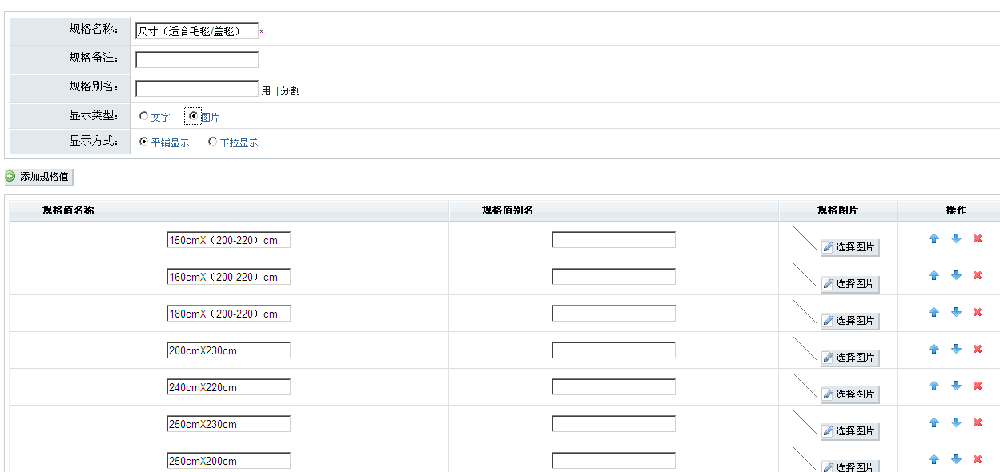 规格名称： 尺寸（适合毛毯/盖毯） *
规格备注：
规格别名： 用 | 分割
显示类型： 文字 图片
显示方式： 平铺显示 下拉显示
添加规格值
规格值名称 规格值别名 规格图片 操作
150cmX（200-220）cm 选择图片
160cmX（200-220）cm 选择图片
180cmX（200-220）cm 选择图片
200cmX230cm 选择图片
240cmX220cm 选择图片
250cmX230cm 选择图片
250cmX200cm 选择图片